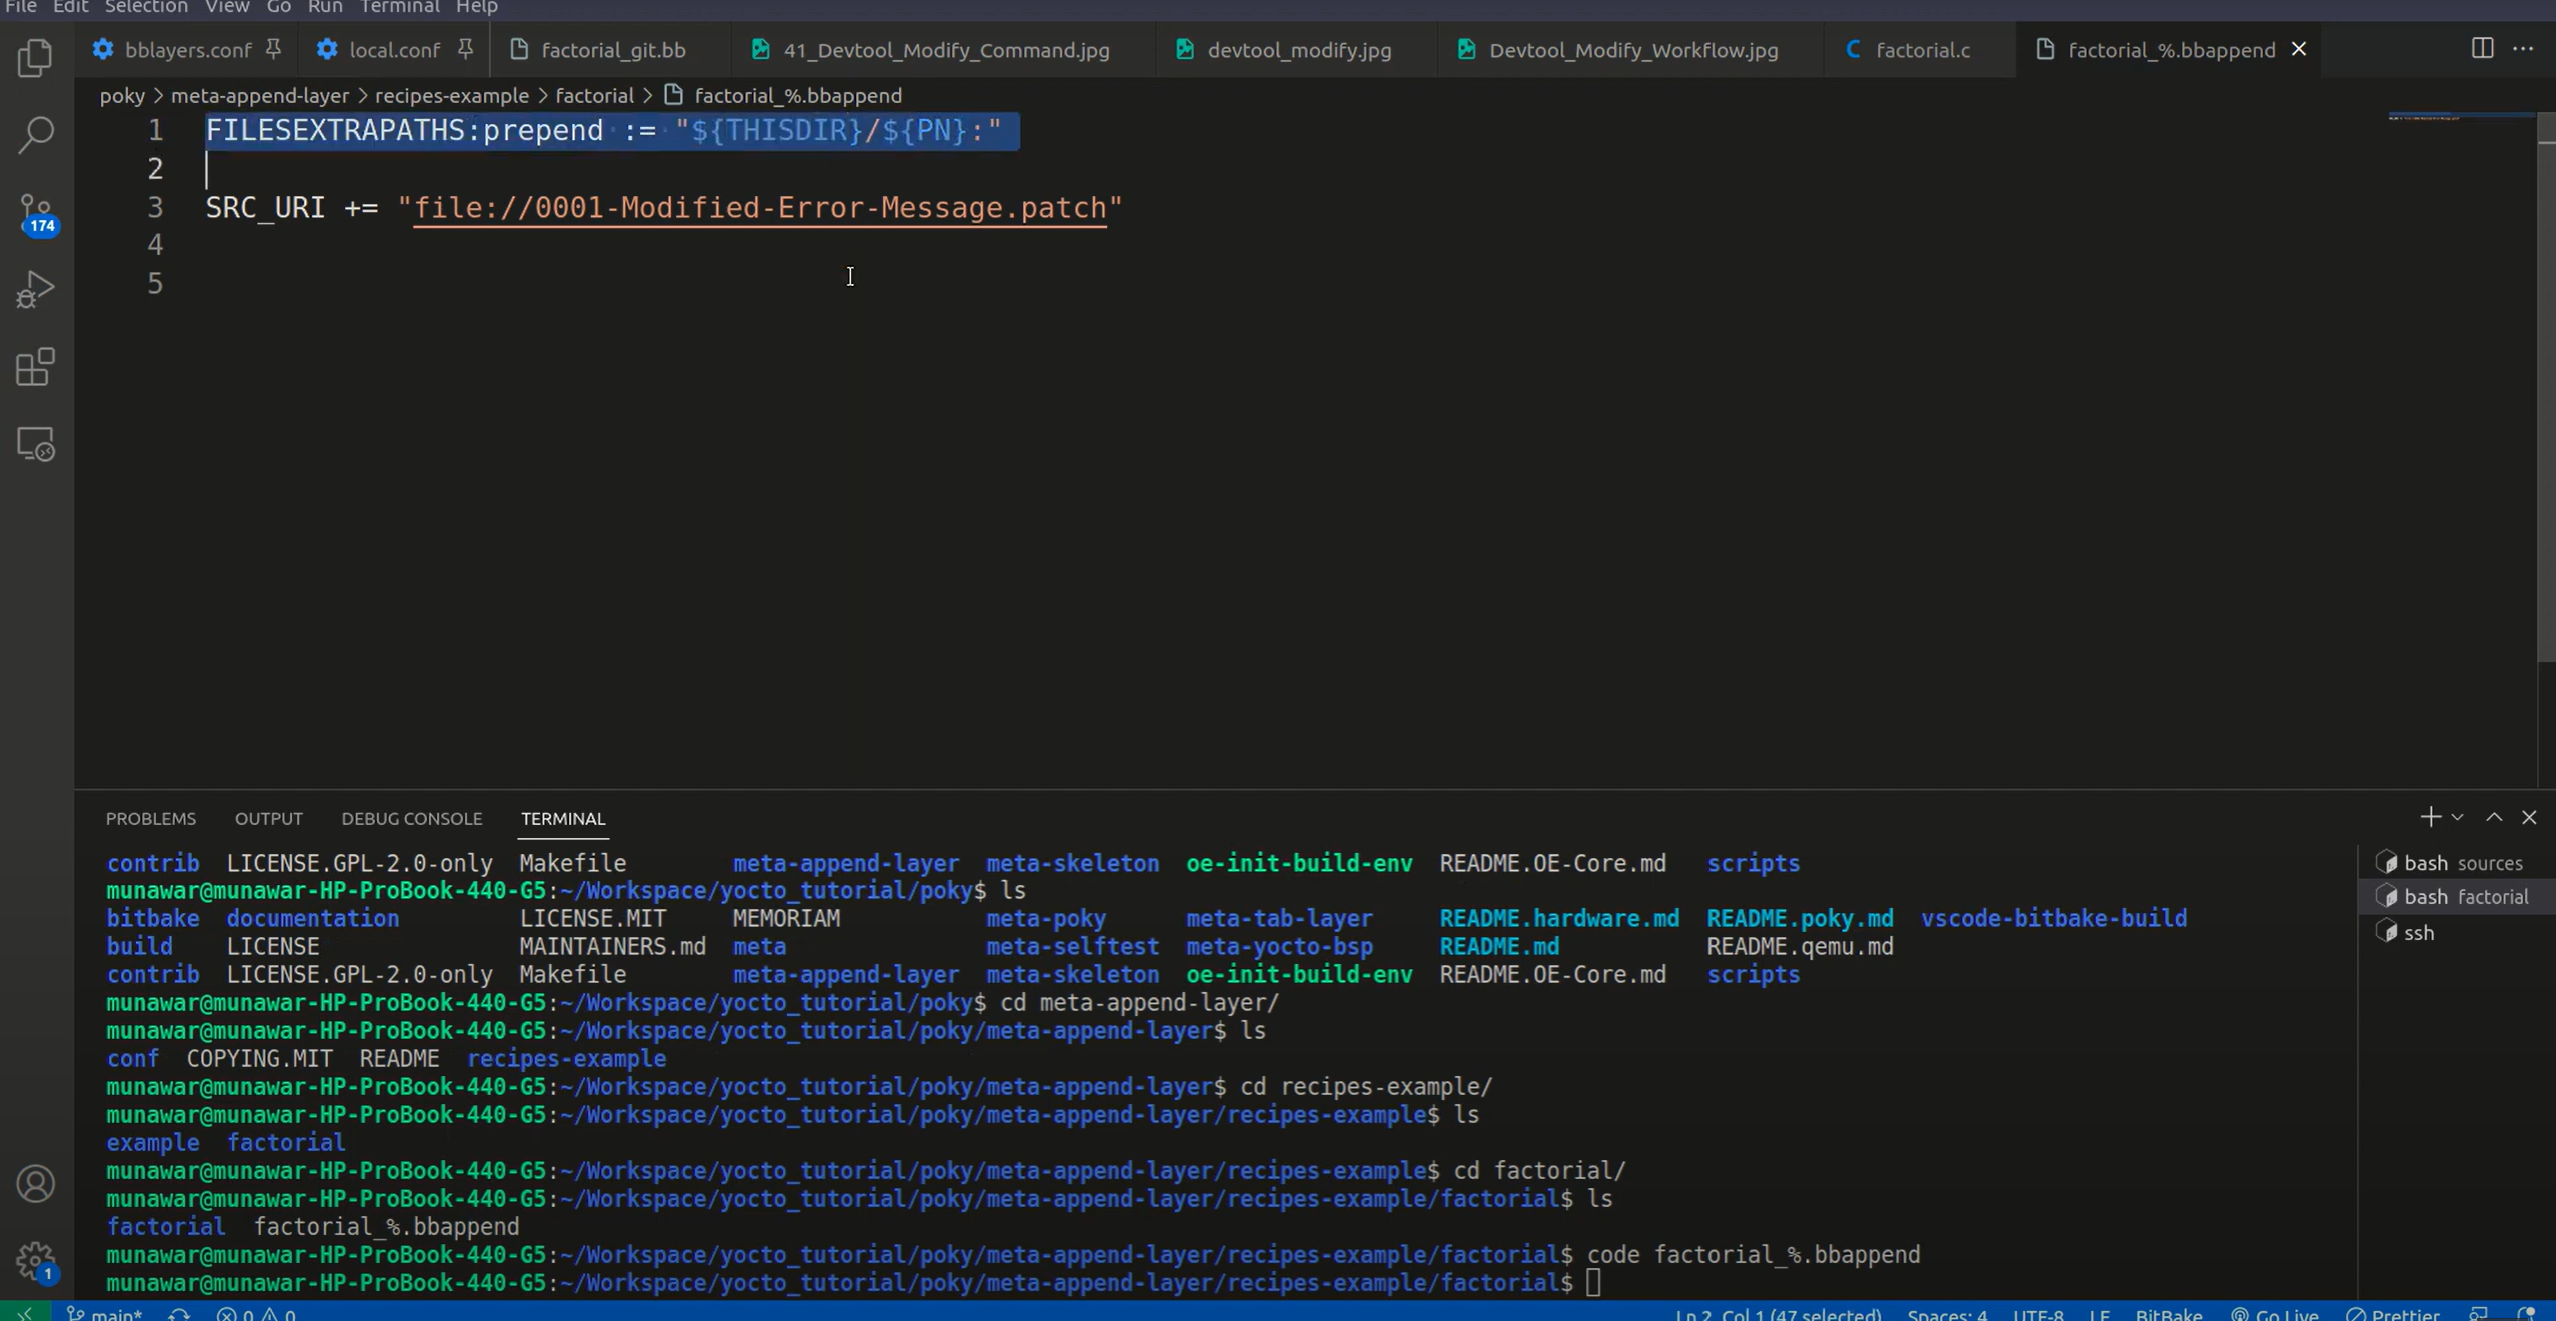 File Edit Selection View Go Run Terminal Help
bblayers.conf local.conf factorial_git.bb 41_Devtool_Modify_Command.jpg devtool_modify.jpg Devtool_Modify_Workflow.jpg C factorial.c factorial_%.bbappend
poky > meta-append-layer > recipes-example > factorial > factorial_%.bbappend
1 FILESEXTRAPATHS:prepend := "${THISDIR}/${PN}:"
2
3 SRC_URI += "file://0001-Modified-Error-Message.patch"
4
5
174
PROBLEMS OUTPUT DEBUG CONSOLE TERMINAL
contrib LICENSE.GPL-2.0-only Makefile meta-append-layer meta-skeleton oe-init-build-env README.OE-Core.md scripts
munawar@munawar-HP-ProBook-440-G5:~/Workspace/yocto_tutorial/poky$ ls
bitbake documentation LICENSE.MIT MEMORIAM meta-poky meta-tab-layer README.hardware.md README.poky.md vscode-bitbake-build
build LICENSE MAINTAINERS.md meta meta-selftest meta-yocto-bsp README.md README.qemu.md
contrib LICENSE.GPL-2.0-only Makefile meta-append-layer meta-skeleton oe-init-build-env README.OE-Core.md scripts
munawar@munawar-HP-ProBook-440-G5:~/Workspace/yocto_tutorial/poky$ cd meta-append-layer/
munawar@munawar-HP-ProBook-440-G5:~/Workspace/yocto_tutorial/poky/meta-append-layer$ ls
conf COPYING.MIT README recipes-example
munawar@munawar-HP-ProBook-440-G5:~/Workspace/yocto_tutorial/poky/meta-append-layer$ cd recipes-example/
munawar@munawar-HP-ProBook-440-G5:~/Workspace/yocto_tutorial/poky/meta-append-layer/recipes-example$ ls
example factorial
munawar@munawar-HP-ProBook-440-G5:~/Workspace/yocto_tutorial/poky/meta-append-layer/recipes-example$ cd factorial/
munawar@munawar-HP-ProBook-440-G5:~/Workspace/yocto_tutorial/poky/meta-append-layer/recipes-example/factorial$ ls
factorial factorial_%.bbappend
munawar@munawar-HP-ProBook-440-G5:~/Workspace/yocto_tutorial/poky/meta-append-layer/recipes-example/factorial$ code factorial_%.bbappend
munawar@munawar-HP-ProBook-440-G5:~/Workspace/yocto_tutorial/poky/meta-append-layer/recipes-example/factorial$
bash sources
bash factorial
ssh
1
main* 0 0 Ln 2, Col 1 (47 selected) Spaces: 4 UTF-8 LF BitBake Go Live Prettier